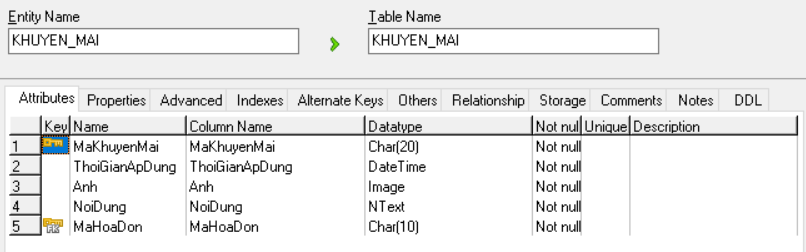 Entity Name Table Name
KHUYEN_MAI KHUYEN_MAI
Attributes Properties Advanced Indexes Alternate Keys Others Relationship Storage Comments Notes DDL
Key Name Column Name Datatype Not nul Unique Description
1 MaKhuyenMai MaKhuyenMai Char(20) Not null
2 ThoiGianApDung ThoiGianApDung DateTime Not null
3 Anh Anh Image Not null
4 NoiDung NoiDung NText Not null
5 FK MaHoaDon MaHoaDon Char(10) Not null